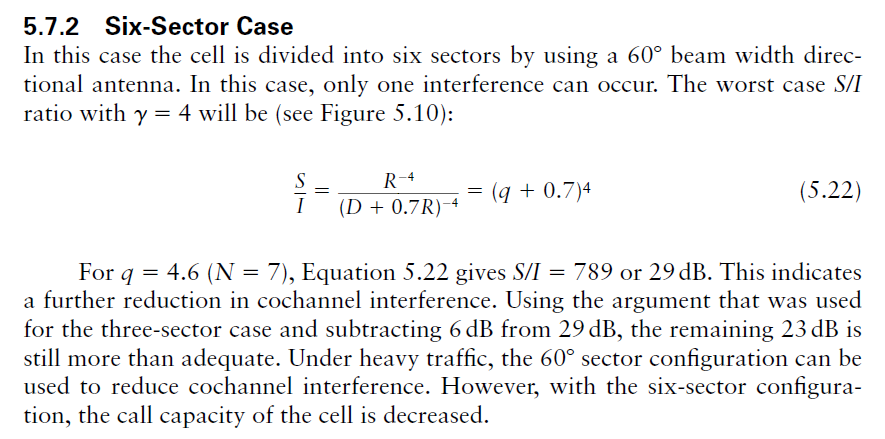 5.7.2 Six-Sector Case
In this case the cell is divided into six sectors by using a 60° beam width direc-
tional antenna. In this case, only one interference can occur. The worst case S/I
ratio with γ = 4 will be (see Figure 5.10):
S/I = R⁻⁴/(D + 0.7R)⁻⁴ = (q + 0.7)⁴ (5.22)
For q = 4.6 (N = 7), Equation 5.22 gives S/I = 789 or 29 dB. This indicates
a further reduction in cochannel interference. Using the argument that was used
for the three-sector case and subtracting 6 dB from 29 dB, the remaining 23 dB is
still more than adequate. Under heavy traffic, the 60° sector configuration can be
used to reduce cochannel interference. However, with the six-sector configura-
tion, the call capacity of the cell is decreased.